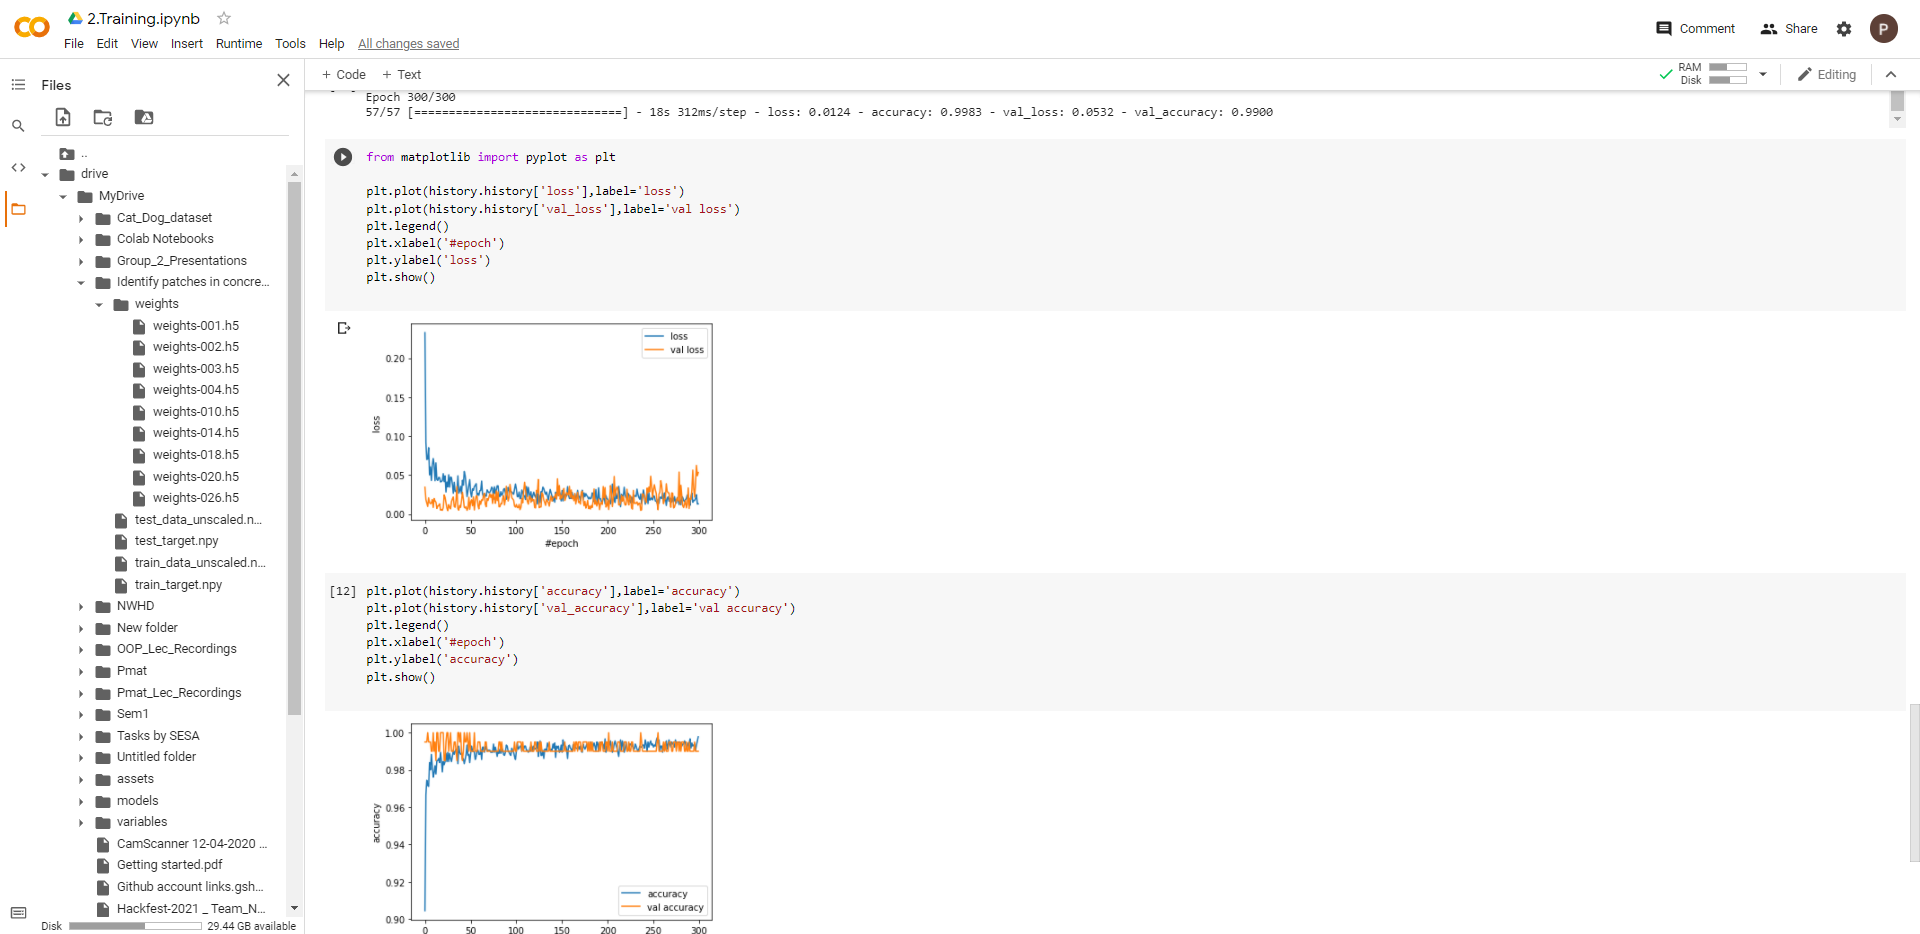 2.Training.ipynb
File Edit View Insert Runtime Tools Help All changes saved
Comment Share P
Files
+ Code + Text
RAM
Disk
Editing
..
drive
MyDrive
Cat_Dog_dataset
Colab Notebooks
Group_2_Presentations
Identify patches in concre...
weights
weights-001.h5
weights-002.h5
weights-003.h5
weights-004.h5
weights-010.h5
weights-014.h5
weights-018.h5
weights-020.h5
weights-026.h5
test_data_unscaled.n...
test_target.npy
train_data_unscaled.n...
train_target.npy
NWHD
New folder
OOP_Lec_Recordings
Pmat
Pmat_Lec_Recordings
Sem1
Tasks by SESA
Untitled folder
assets
models
variables
CamScanner 12-04-2020 ...
Getting started.pdf
Github account links.gsh...
Hackfest-2021 _ Team_N...
Disk 29.44 GB available
Epoch 300/300
57/57 [==============================] - 18s 312ms/step - loss: 0.0124 - accuracy: 0.9983 - val_loss: 0.0532 - val_accuracy: 0.9900
from matplotlib import pyplot as plt
plt.plot(history.history['loss'],label='loss')
plt.plot(history.history['val_loss'],label='val loss')
plt.legend()
plt.xlabel('#epoch')
plt.ylabel('loss')
plt.show()
loss
val loss
0.20
0.15
0.10
0.05
0.00
loss
0 50 100 150 200 250 300
#epoch
[12] plt.plot(history.history['accuracy'],label='accuracy')
plt.plot(history.history['val_accuracy'],label='val accuracy')
plt.legend()
plt.xlabel('#epoch')
plt.ylabel('accuracy')
plt.show()
1.00
0.98
0.96
0.94
0.92
0.90
accuracy
accuracy
val accuracy
0 50 100 150 200 250 300